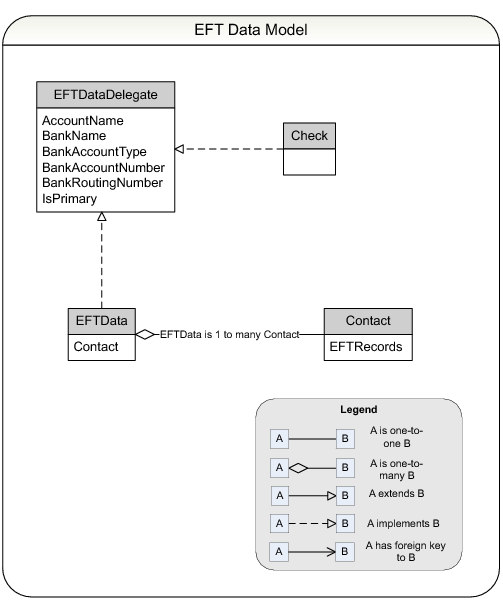 EFT Data Model
EFTDataDelegate
AccountName
BankName
BankAccountType
BankAccountNumber
BankRoutingNumber
IsPrimary
Check
EFTData
Contact
EFTData is 1 to many Contact
Contact
EFTRecords
Legend
A
B
A is one-to-
one B
A
B
A is one-to-
many B
A
B
A extends B
A
B
A implements B
A
B
A has foreign key
to B